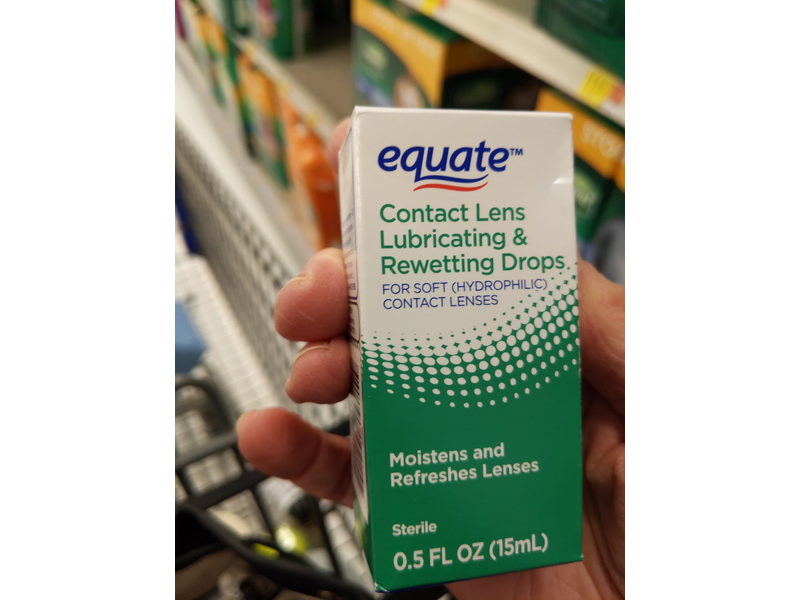 equate™
Contact Lens
Lubricating &
Rewetting Drops
FOR SOFT (HYDROPHILIC)
CONTACT LENSES
Moistens and
Refreshes Lenses
Sterile
0.5 FL OZ (15mL)